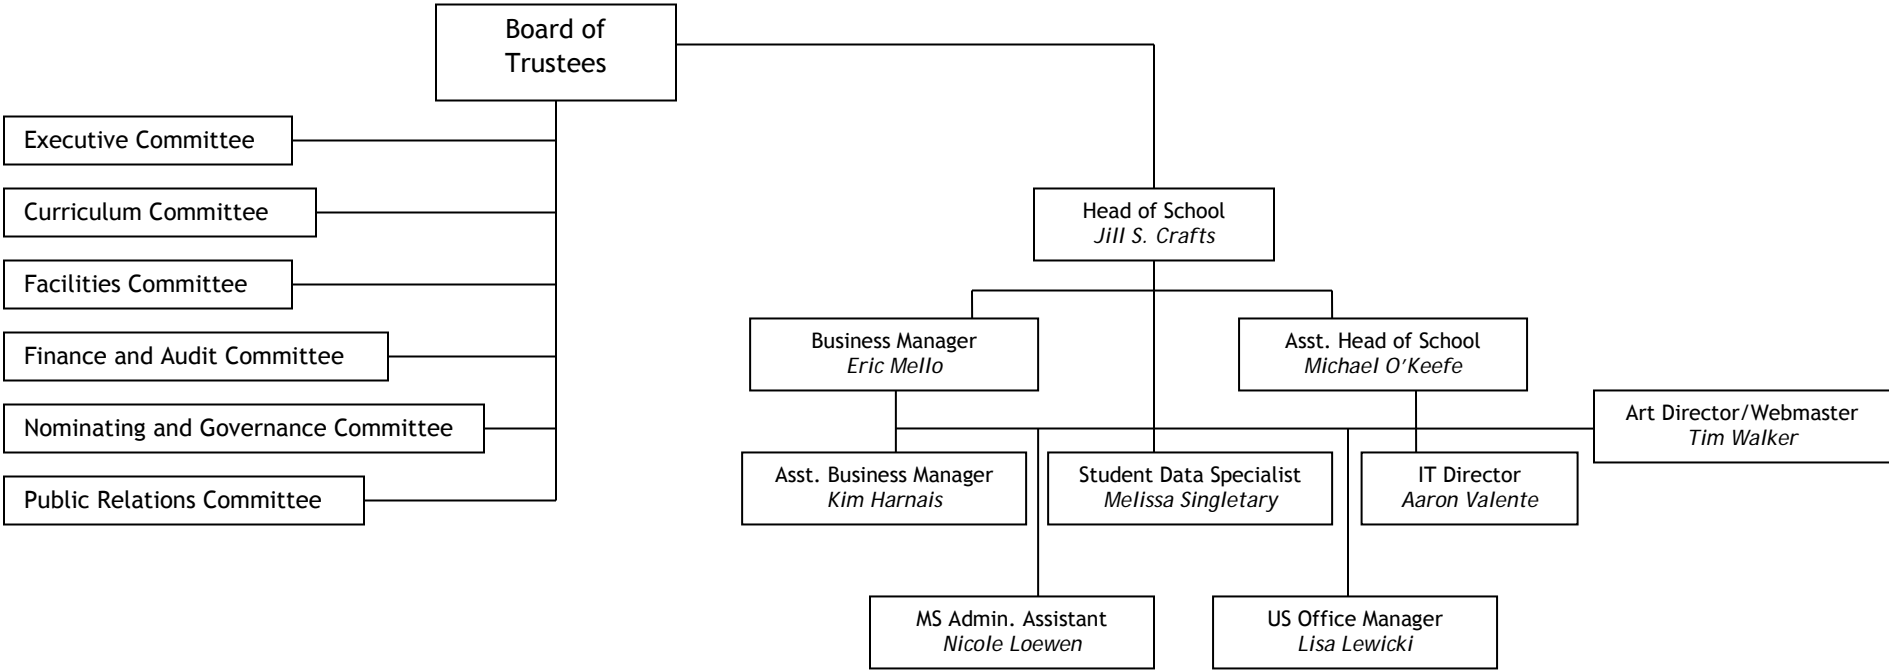 Board of
Trustees
Executive Committee
Curriculum Committee
Facilities Committee
Finance and Audit Committee
Nominating and Governance Committee
Public Relations Committee
Head of School
Jill S. Crafts
Business Manager
Eric Mello
Asst. Head of School
Michael O’Keefe
Art Director/Webmaster
Tim Walker
Asst. Business Manager
Kim Harnais
Student Data Specialist
Melissa Singletary
IT Director
Aaron Valente
MS Admin. Assistant
Nicole Loewen
US Office Manager
Lisa Lewicki